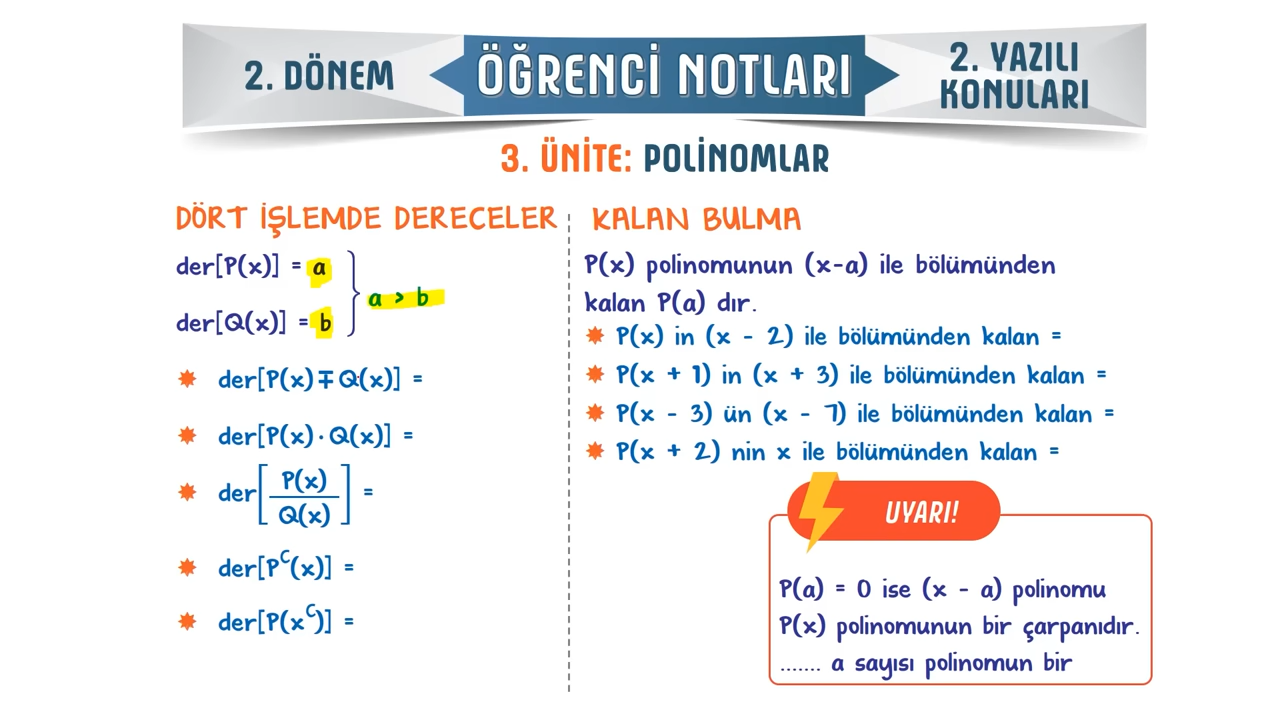 2. DÖNEM
ÖĞRENCİ NOTLARI
2. YAZILI
KONULARI
3. ÜNİTE: POLİNOMLAR
DÖRT İŞLEMDE DERECELER
der[P(x)] = a
a > b
der[Q(x)] = b
der[P(x) ∓ Q(x)] =
der[P(x) · Q(x)] =
der[P(x)/Q(x)] =
der[P^C(x)] =
der[P(x^C)] =
KALAN BULMA
P(x) polinomunun (x-a) ile bölümünden
kalan P(a) dır.
P(x) in (x - 2) ile bölümünden kalan =
P(x + 1) in (x + 3) ile bölümünden kalan =
P(x - 3) ün (x - 7) ile bölümünden kalan =
P(x + 2) nin x ile bölümünden kalan =
UYARI!
P(a) = 0 ise (x - a) polinomu
P(x) polinomunun bir çarpanıdır.
....... a sayısı polinomun bir